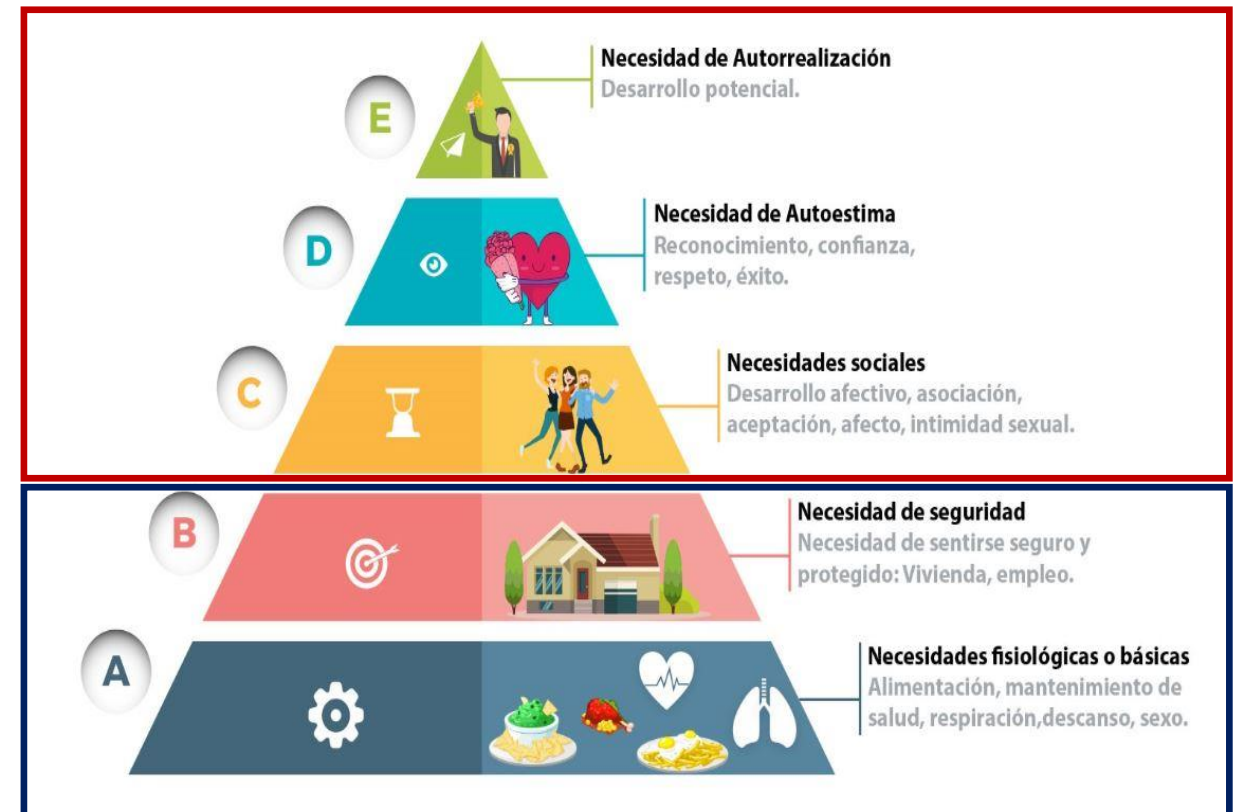 E
Necesidad de Autorrealización
Desarrollo potencial.
D
Necesidad de Autoestima
Reconocimiento, confianza,
respeto, éxito.
C
Necesidades sociales
Desarrollo afectivo, asociación,
aceptación, afecto, intimidad sexual.
B
Necesidad de seguridad
Necesidad de sentirse seguro y
protegido: Vivienda, empleo.
A
Necesidades fisiológicas o básicas
Alimentación, mantenimiento de
salud, respiración,descanso, sexo.